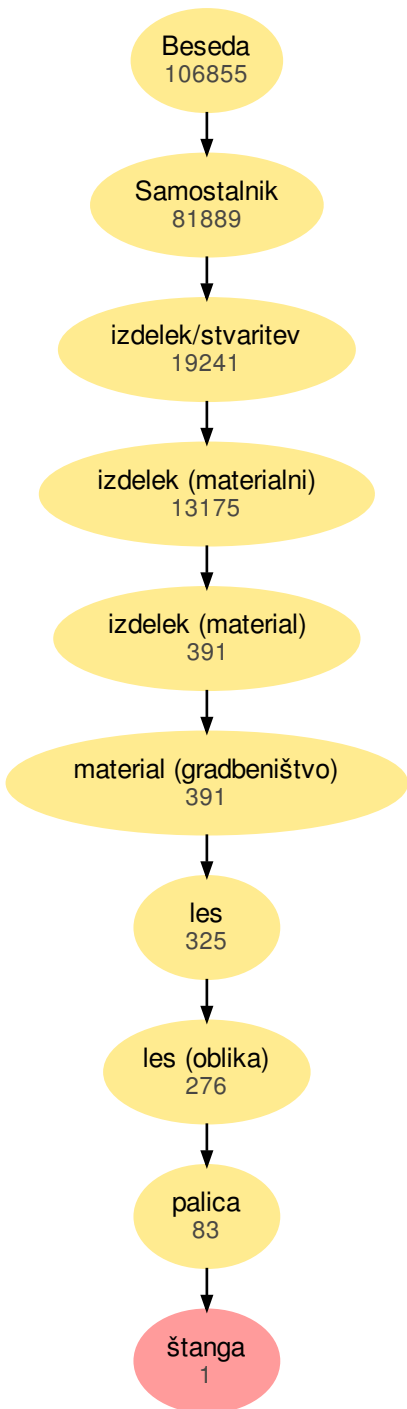 Beseda
106855
Samostalnik
81889
izdelek/stvaritev
19241
izdelek (materialni)
13175
izdelek (material)
391
material (gradbeništvo)
391
les
325
les (oblika)
276
palica
83
štanga
1